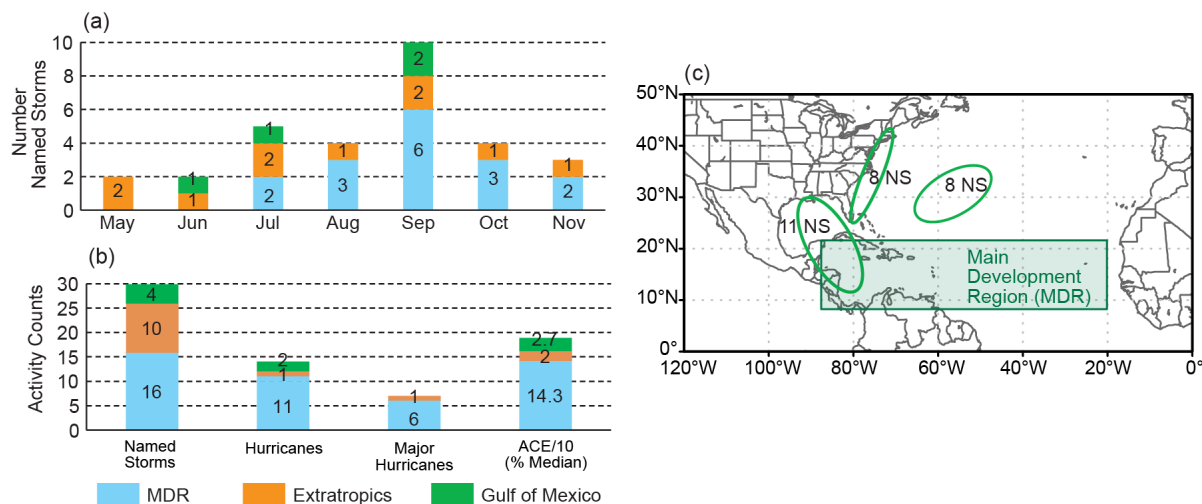 (a)
Number
Named Storms
10
8
6
4
2
0
2
1
1
1
2
2
1
3
2
2
6
1
3
1
2
May Jun Jul Aug Sep Oct Nov
(b)
Activity Counts
30
25
20
15
10
5
0
4
10
16
2
1
11
1
6
2.7
2
14.3
Named
Storms
Hurricanes
Major
Hurricanes
ACE/10
(% Median)
MDR Extratropics Gulf of Mexico
(c)
50°N
40°N
30°N
20°N
10°N
0°
8 NS
8 NS
11 NS
Main
Development
Region (MDR)
120°W 100°W 80°W 60°W 40°W 20°W 0°